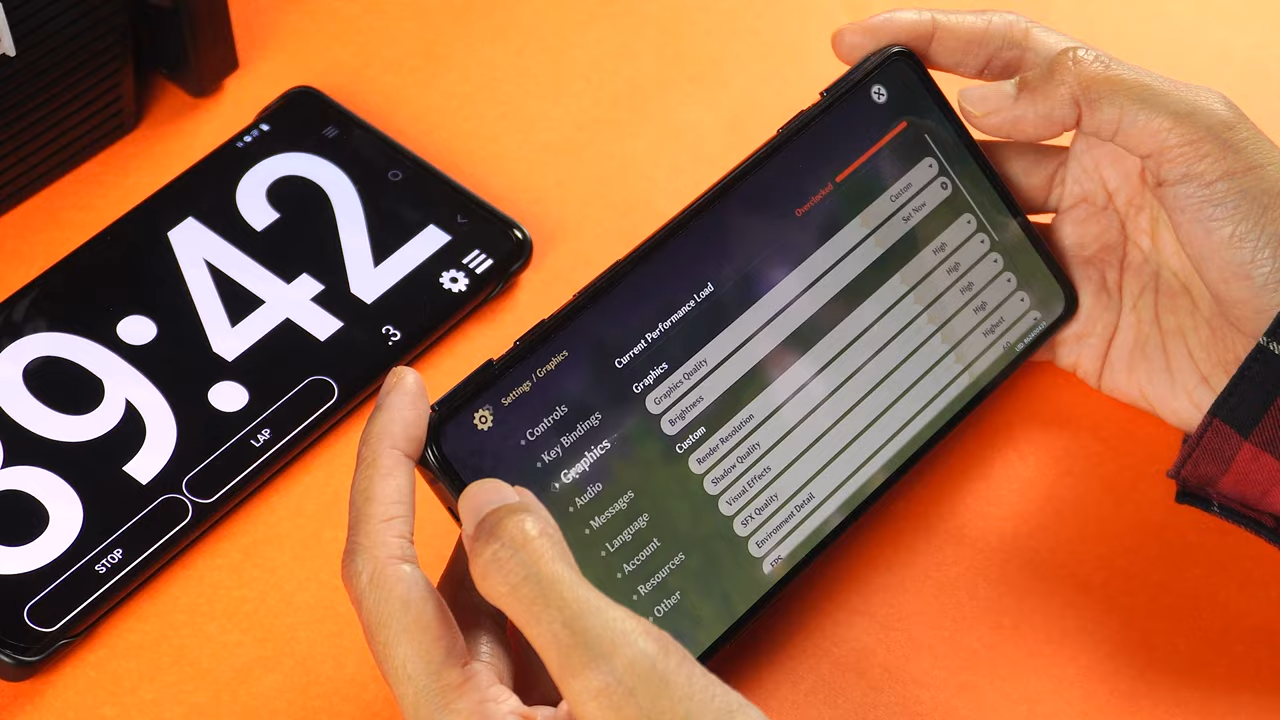 9:42
.3
LAP
STOP
Settings / Graphics
Controls
Key Bindings
Graphics
Audio
Messages
Language
Account
Resources
Other
Current Performance Load
Overclocked
Graphics
Graphics Quality Custom
Brightness Set Now
Custom
Render Resolution High
Shadow Quality High
Visual Effects High
SFX Quality High
Environment Detail Highest
FPS